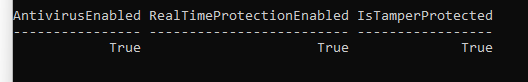 AntivirusEnabled RealTimeProtectionEnabled IsTamperProtected
---------------- ------------------------- -----------------
            True                      True              True